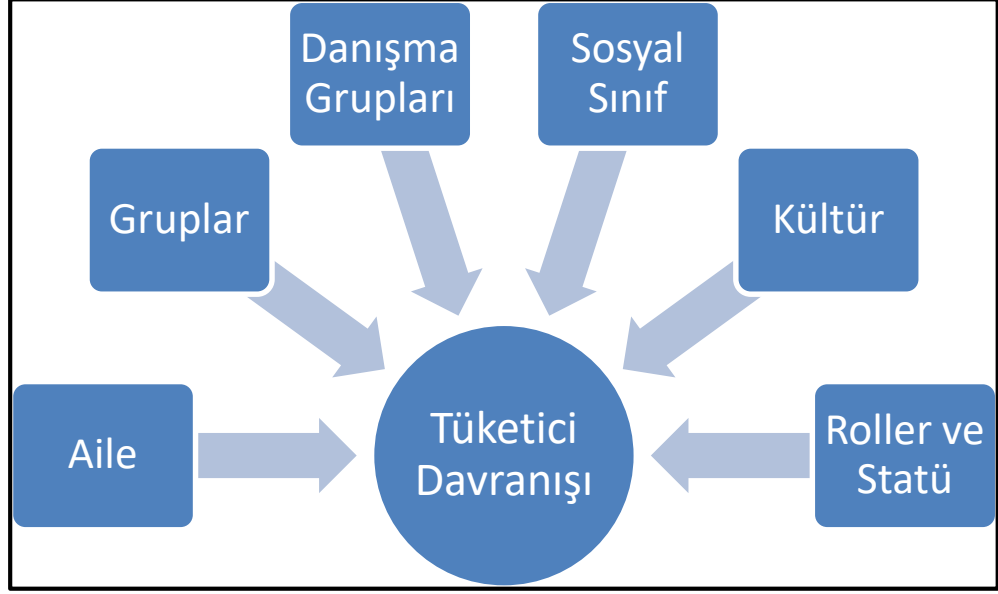 Danışma
Grupları
Sosyal
Sınıf
Gruplar
Kültür
Aile
Tüketici
Davranışı
Roller ve
Statü